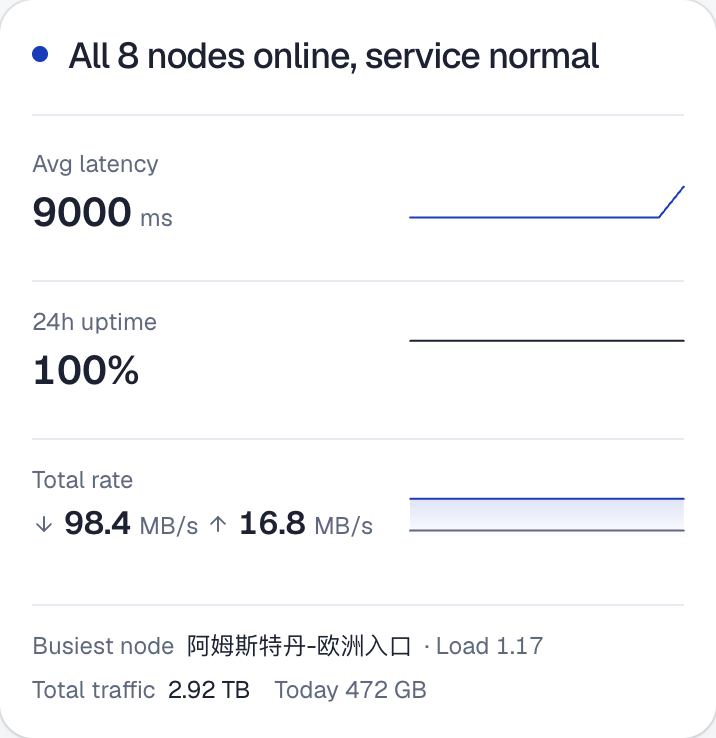 All 8 nodes online, service normal
Avg latency
9000 ms
24h uptime
100%
Total rate
↓ 98.4 MB/s ↑ 16.8 MB/s
Busiest node 阿姆斯特丹-欧洲入口 · Load 1.17
Total traffic 2.92 TB Today 472 GB